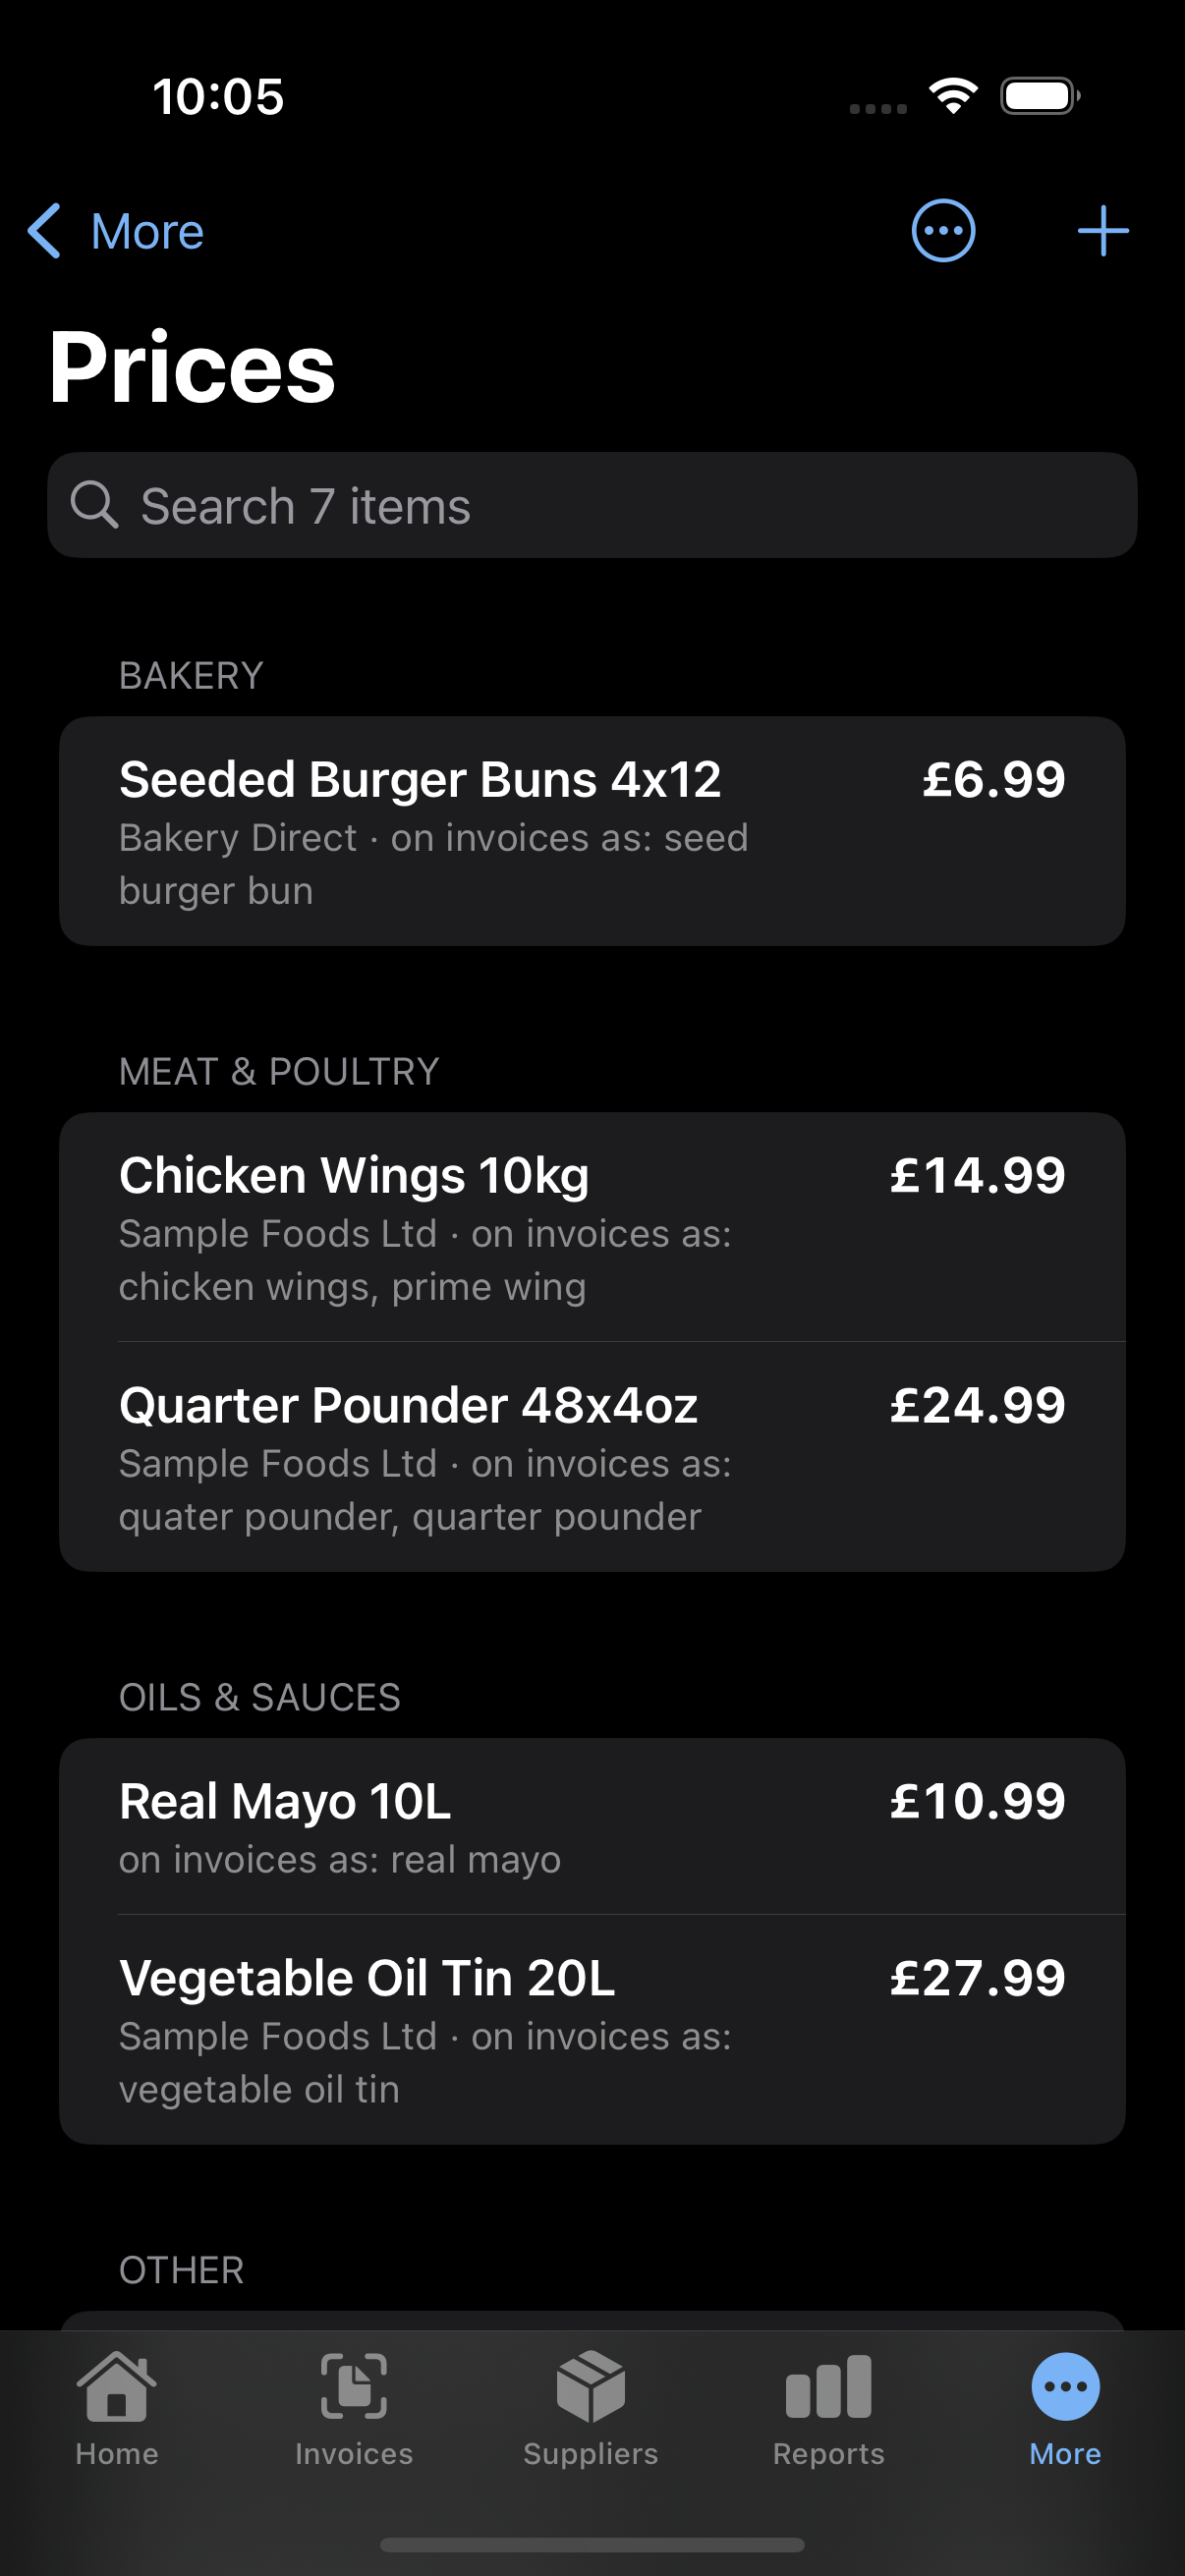 10:05
More
Prices
Search 7 items
BAKERY
Seeded Burger Buns 4x12 £6.99
Bakery Direct · on invoices as: seed
burger bun
MEAT & POULTRY
Chicken Wings 10kg £14.99
Sample Foods Ltd · on invoices as:
chicken wings, prime wing
Quarter Pounder 48x4oz £24.99
Sample Foods Ltd · on invoices as:
quater pounder, quarter pounder
OILS & SAUCES
Real Mayo 10L £10.99
on invoices as: real mayo
Vegetable Oil Tin 20L £27.99
Sample Foods Ltd · on invoices as:
vegetable oil tin
OTHER
Home Invoices Suppliers Reports More